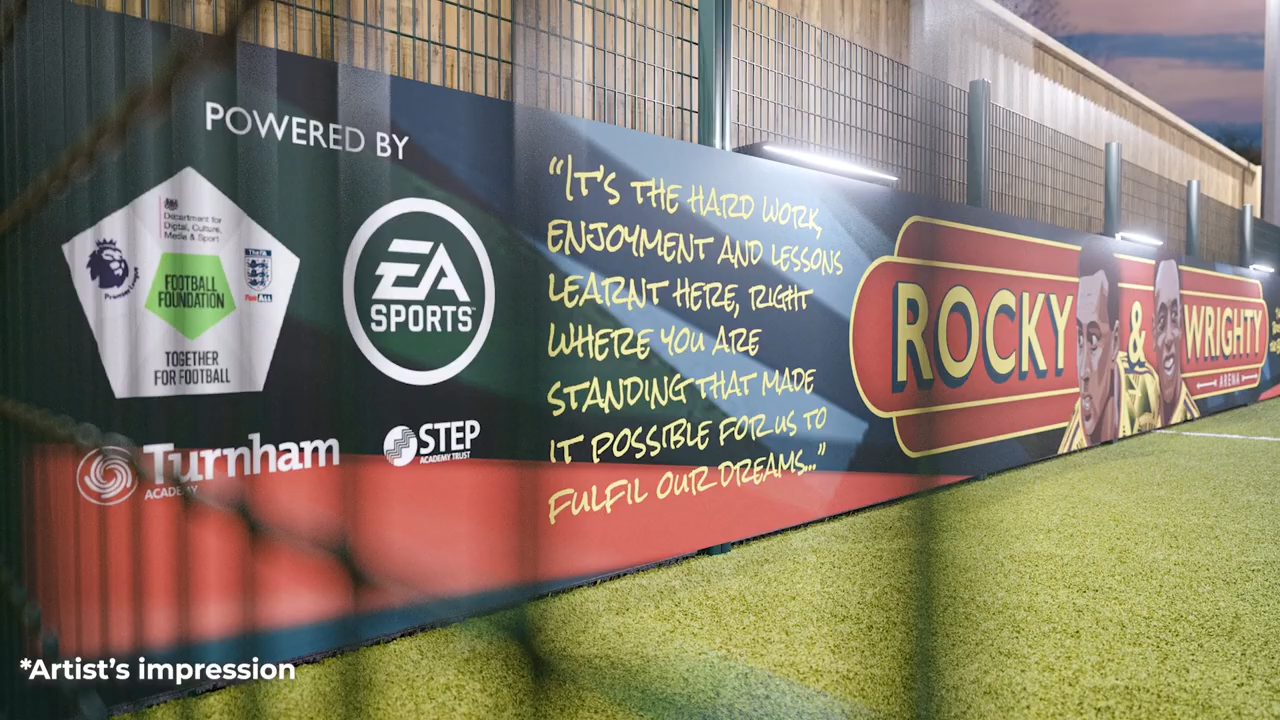 POWERED BY
Department for
Digital, Culture,
Media & Sport
Premier League
The FA
For ALL
FOOTBALL
FOUNDATION
TOGETHER
FOR FOOTBALL
EA
SPORTS
Turnham
ACADEMY
STEP
ACADEMY TRUST
“IT'S THE HARD WORK,
ENJOYMENT AND LESSONS
LEARNT HERE, RIGHT
WHERE YOU ARE
STANDING THAT MADE
IT POSSIBLE FOR US TO
FULFIL OUR DREAMS...”
ROCKY & WRIGHTY
ARENA
*Artist’s impression